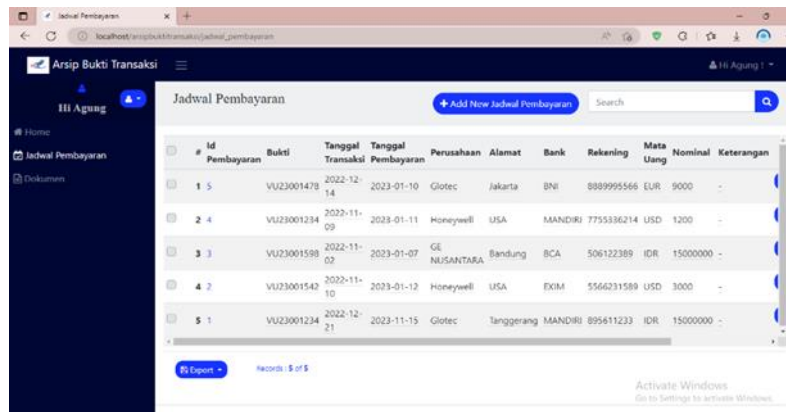 Jadwal Pembayaran
localhost/arsipbuktitransaksi/jadwal_pembayaran
Arsip Bukti Transaksi
Hi Agung !
Hi Agung
Home
Jadwal Pembayaran
Dokumen
Jadwal Pembayaran
+ Add New Jadwal Pembayaran
Search
# Id Pembayaran Bukti Tanggal Transaksi Tanggal Pembayaran Perusahaan Alamat Bank Rekening Mata Uang Nominal Keterangan
1 5 VU23001478 2022-12-14 2023-01-10 Glotec Jakarta BNI 8889995566 EUR 9000 -
2 4 VU23001234 2022-11-09 2023-01-11 Honeywell USA MANDIRI 7755336214 USD 1200 -
3 3 VU23001598 2022-11-02 2023-01-07 GE NUSANTARA Bandung BCA 506122389 IDR 15000000 -
4 2 VU23001542 2022-11-10 2023-01-12 Honeywell USA EXIM 5566231589 USD 3000 -
5 1 VU23001234 2022-12-21 2023-11-15 Glotec Tanggerang MANDIRI 895611233 IDR 15000000 -
Export
Records : 5 of 5
Activate Windows
Go to Settings to activate Windows.